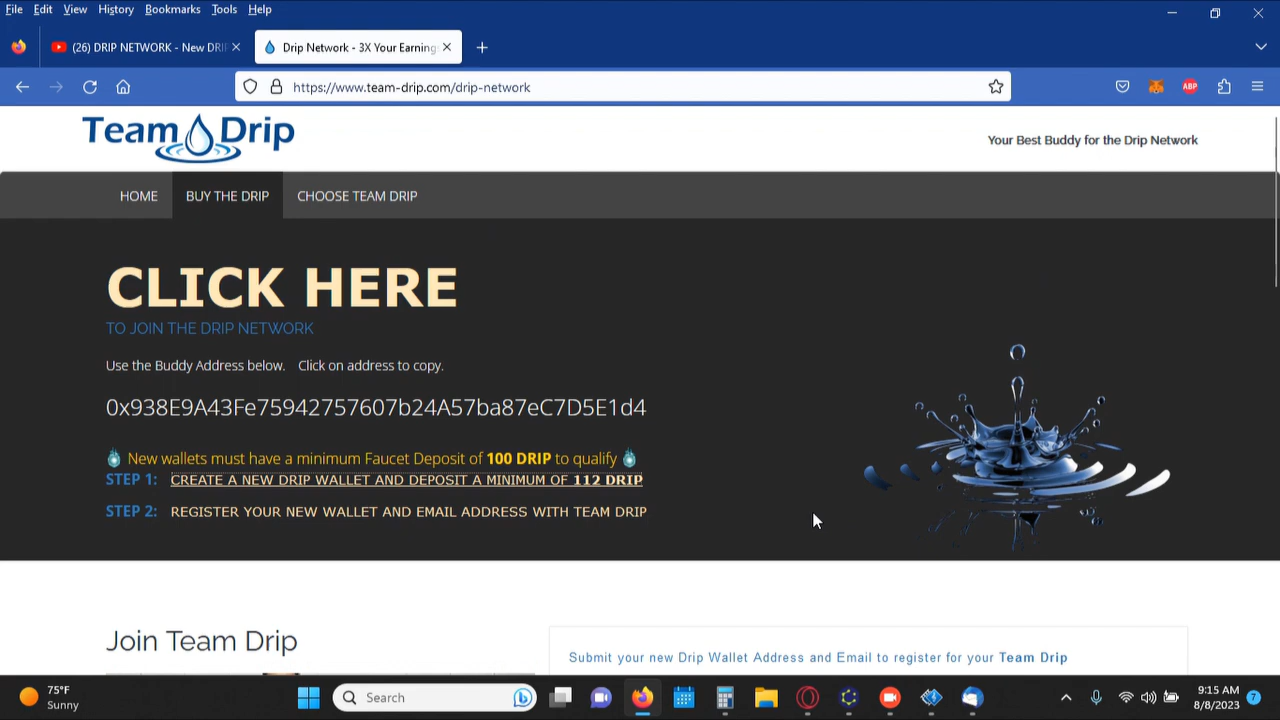 File Edit View History Bookmarks Tools Help
(26) DRIP NETWORK - New DRI
Drip Network - 3X Your Earning
https://www.team-drip.com/drip-network
ABP
Team Drip
Your Best Buddy for the Drip Network
HOME
BUY THE DRIP
CHOOSE TEAM DRIP
CLICK HERE
TO JOIN THE DRIP NETWORK
Use the Buddy Address below. Click on address to copy.
0x938E9A43Fe75942757607b24A57ba87eC7D5E1d4
New wallets must have a minimum Faucet Deposit of 100 DRIP to qualify
STEP 1: CREATE A NEW DRIP WALLET AND DEPOSIT A MINIMUM OF 112 DRIP
STEP 2: REGISTER YOUR NEW WALLET AND EMAIL ADDRESS WITH TEAM DRIP
Join Team Drip
Submit your new Drip Wallet Address and Email to register for your Team Drip
75°F
Sunny
Search
9:15 AM
8/8/2023
7